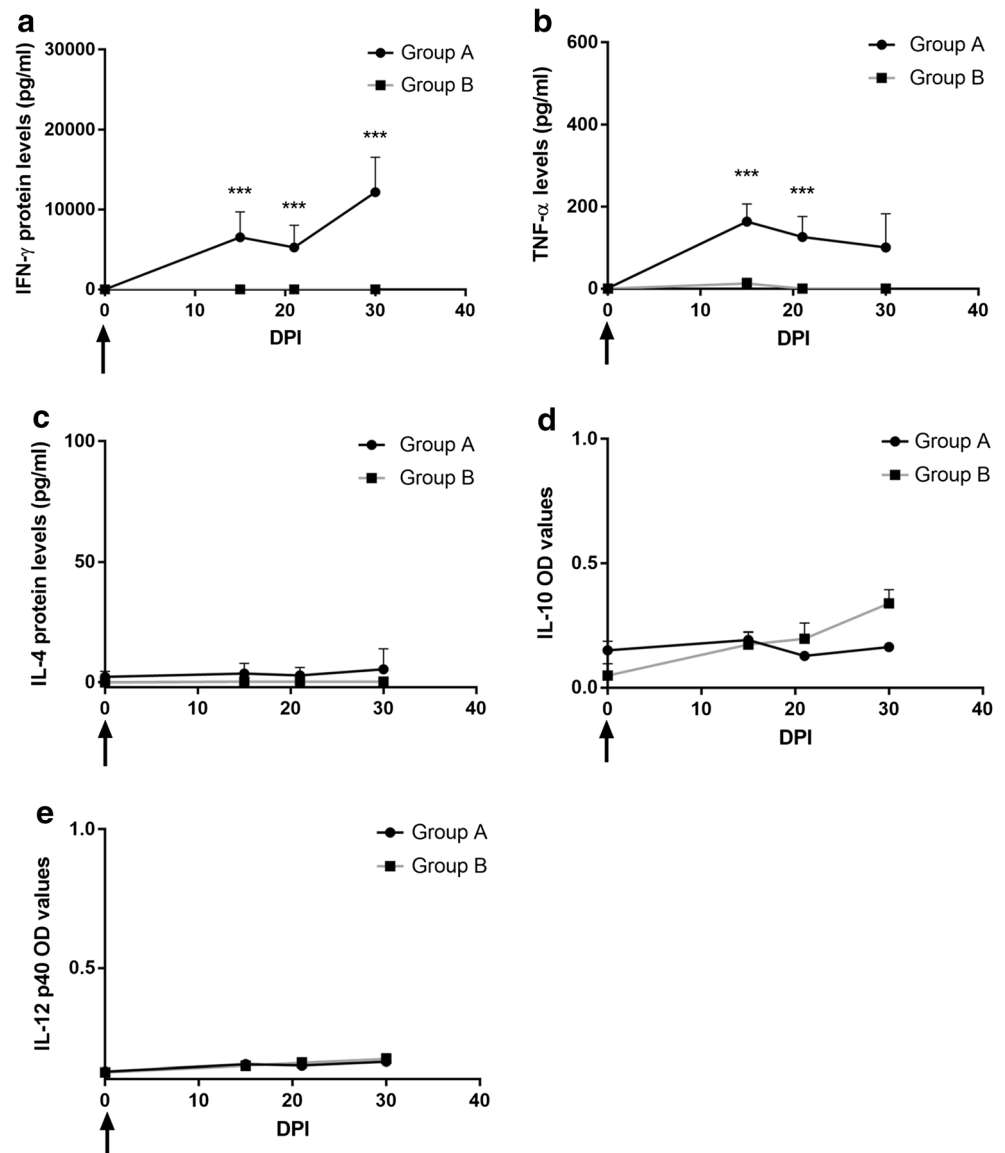 a
IFN-γ protein levels (pg/ml)
30000
20000
10000
0
Group A
Group B
***
***
***
0 10 20 30 40
DPI
b
TNF-α levels (pg/ml)
600
400
200
0
Group A
Group B
***
***
0 10 20 30 40
DPI
c
IL-4 protein levels (pg/ml)
100
50
0
Group A
Group B
0 10 20 30 40
d
IL-10 OD values
1.0
0.5
0.0
Group A
Group B
0 10 20 30 40
DPI
e
IL-12 p40 OD values
1.0
0.5
Group A
Group B
0 10 20 30 40
DPI